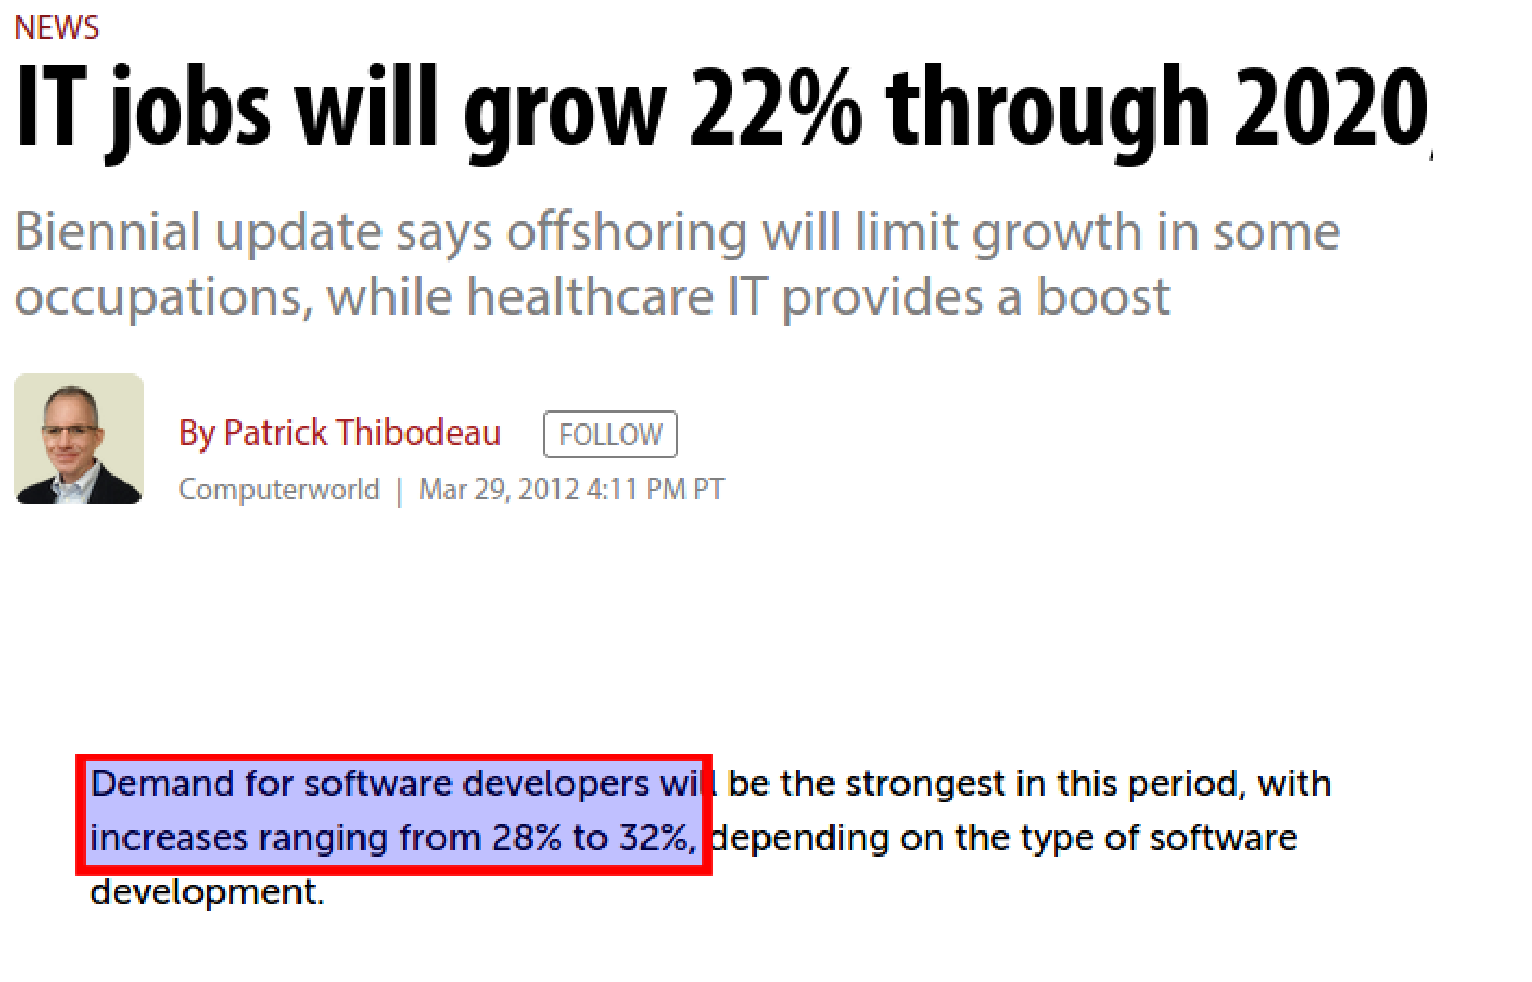 NEWS
IT jobs will grow 22% through 2020,
Biennial update says offshoring will limit growth in some
occupations, while healthcare IT provides a boost
By Patrick Thibodeau FOLLOW
Computerworld | Mar 29, 2012 4:11 PM PT
Demand for software developers will be the strongest in this period, with
increases ranging from 28% to 32%, depending on the type of software
development.